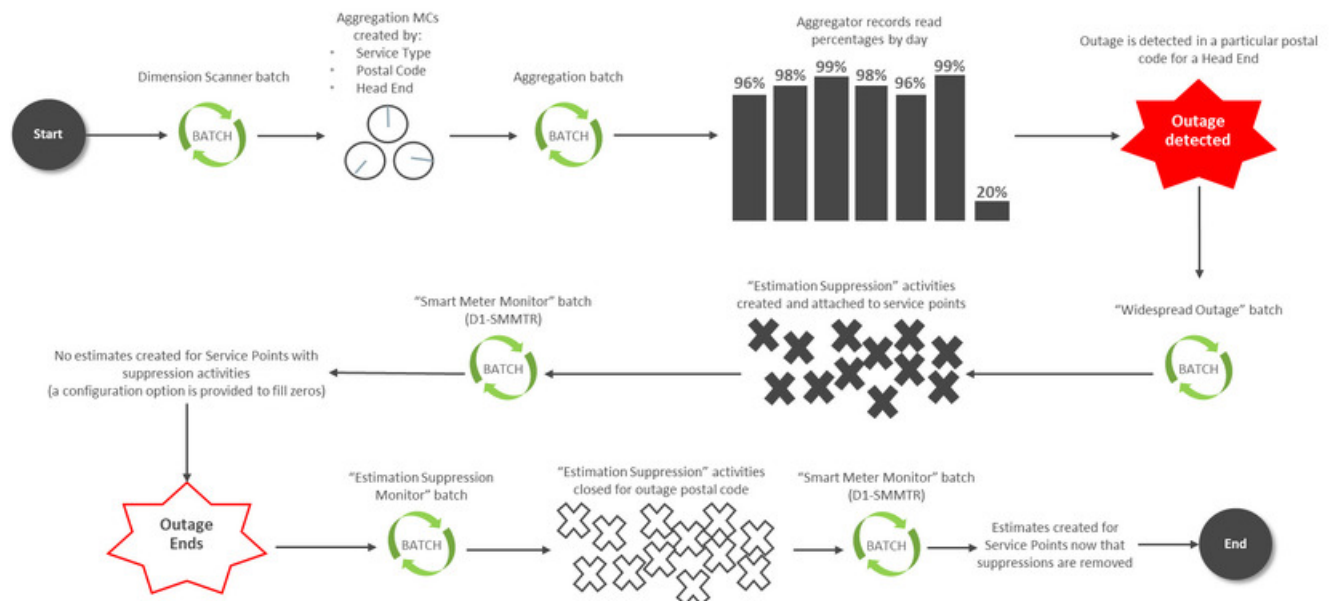 Start
Dimension Scanner batch
BATCH
Aggregation MCs
created by:
• Service Type
• Postal Code
• Head End
Aggregation batch
BATCH
Aggregator records read
percentages by day
96%
98%
99%
98%
96%
99%
20%
Outage is detected in a particular postal
code for a Head End
Outage
detected
"Widespread Outage" batch
BATCH
"Estimation Suppression" activities
created and attached to service points
"Smart Meter Monitor" batch
(D1-SMMTR)
BATCH
No estimates created for Service Points with
suppression activities
(a configuration option is provided to fill zeros)
Outage
Ends
"Estimation Suppression
Monitor" batch
BATCH
"Estimation Suppression" activities
closed for outage postal code
"Smart Meter Monitor" batch
(D1-SMMTR)
BATCH
Estimates created for
Service Points now that
suppressions are removed
End